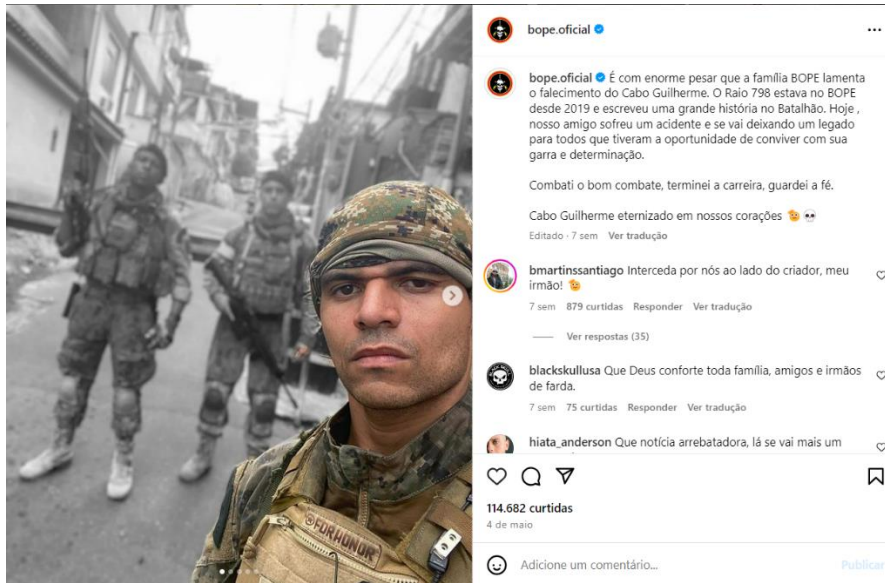 bope.oficial
bope.oficial É com enorme pesar que a família BOPE lamenta
o falecimento do Cabo Guilherme. O Raio 798 estava no BOPE
desde 2019 e escreveu uma grande história no Batalhão. Hoje ,
nosso amigo sofreu um acidente e se vai deixando um legado
para todos que tiveram a oportunidade de conviver com sua
garra e determinação.
Combati o bom combate, terminei a carreira, guardei a fé.
Cabo Guilherme eternizado em nossos corações 🫡 💀
Editado · 7 sem Ver tradução
bmartinssantiago Interceda por nós ao lado do criador, meu
irmão! 🫡
7 sem 879 curtidas Responder Ver tradução
Ver respostas (35)
blackskullusa Que Deus conforte toda família, amigos e irmãos
de farda.
7 sem 75 curtidas Responder Ver tradução
hiata_anderson Que notícia arrebatadora, lá se vai mais um
114.682 curtidas
4 de maio
Adicione um comentário...
Publicar
FORHONOR